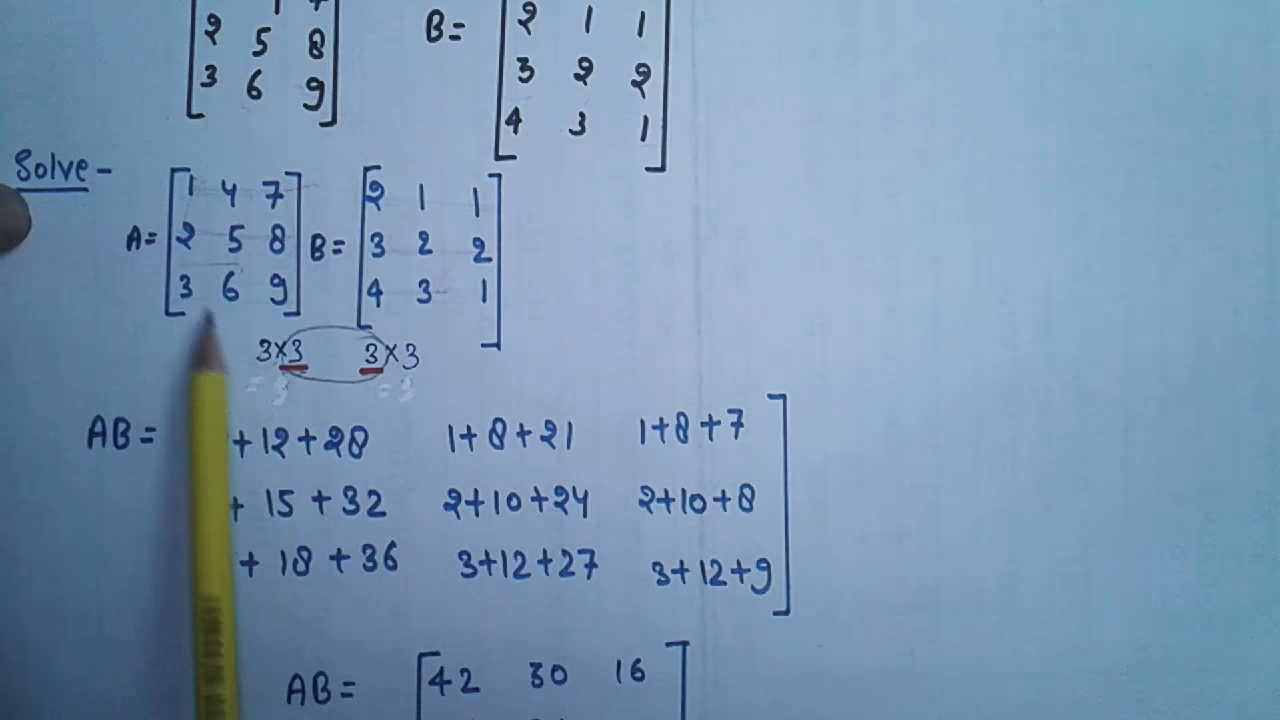 2 5 8 B= 2 1 1
3 6 9 3 2 2
4 3 1
Solve-
A= 1 4 7 B= 2 1 1
2 5 8 3 2 2
3 6 9 4 3 1
3×3 3×3
= 9 = 9
AB= +12+28 1+8+21 1+8+7
+ 15 + 32 2+10+24 2+10+8
+ 18 + 36 3+12+27 3+12+9
AB= 42 30 16